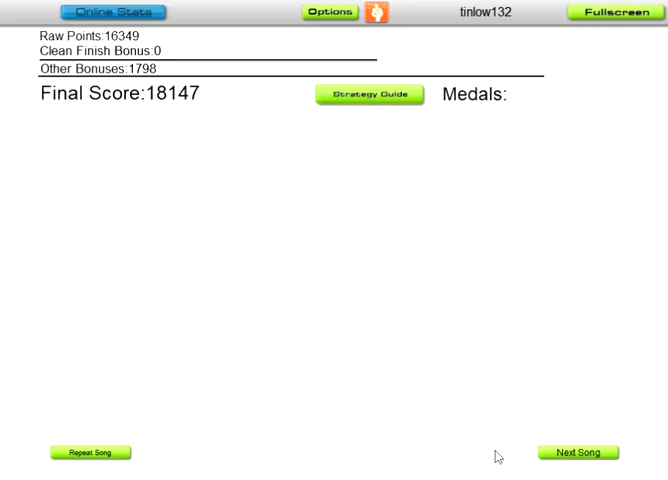 Online Stats
Options
tinlow132
Fullscreen
Raw Points:16349
Clean Finish Bonus:0
Other Bonuses:1798
Final Score:18147
Strategy Guide
Medals:
Repeat Song
Next Song